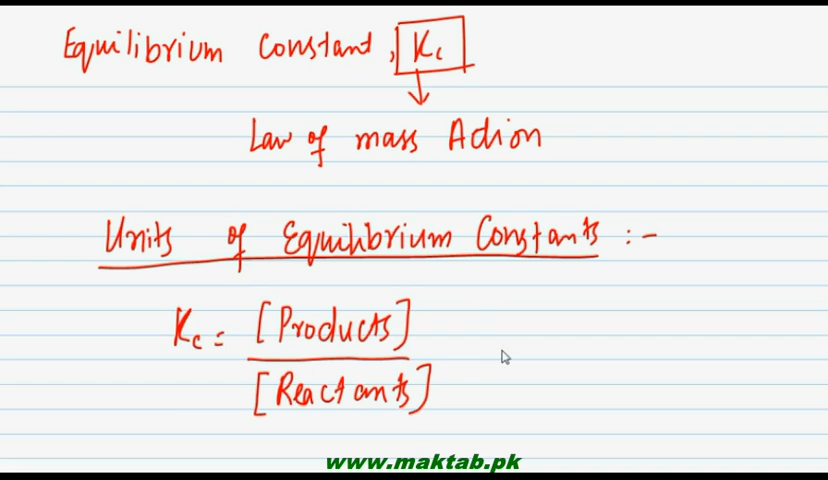 Equilibrium Constant, Kc
Law of mass Action
Units of Equilibrium Constants :-
Kc = [Products]
[Reactants]
www.maktab.pk